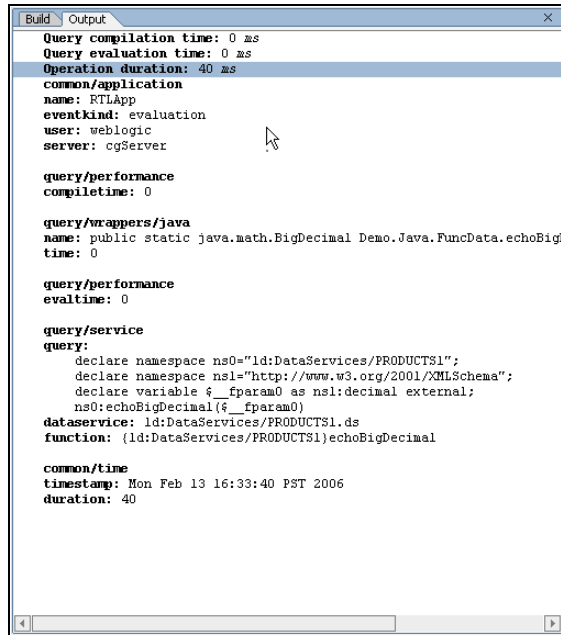 Build Output
Query compilation time: 0 ms
Query evaluation time: 0 ms
Operation duration: 40 ms
common/application
name: RTLApp
eventkind: evaluation
user: weblogic
server: cgServer
query/performance
compiletime: 0
query/wrappers/java
name: public static java.math.BigDecimal Demo.Java.FuncData.echoBigD
time: 0
query/performance
evaltime: 0
query/service
query:
declare namespace ns0="ld:DataServices/PRODUCTS1";
declare namespace ns1="http://www.w3.org/2001/XMLSchema";
declare variable $__fparam0 as ns1:decimal external;
ns0:echoBigDecimal($__fparam0)
dataservice: ld:DataServices/PRODUCTS1.ds
function: {ld:DataServices/PRODUCTS1}echoBigDecimal
common/time
timestamp: Mon Feb 13 16:33:40 PST 2006
duration: 40